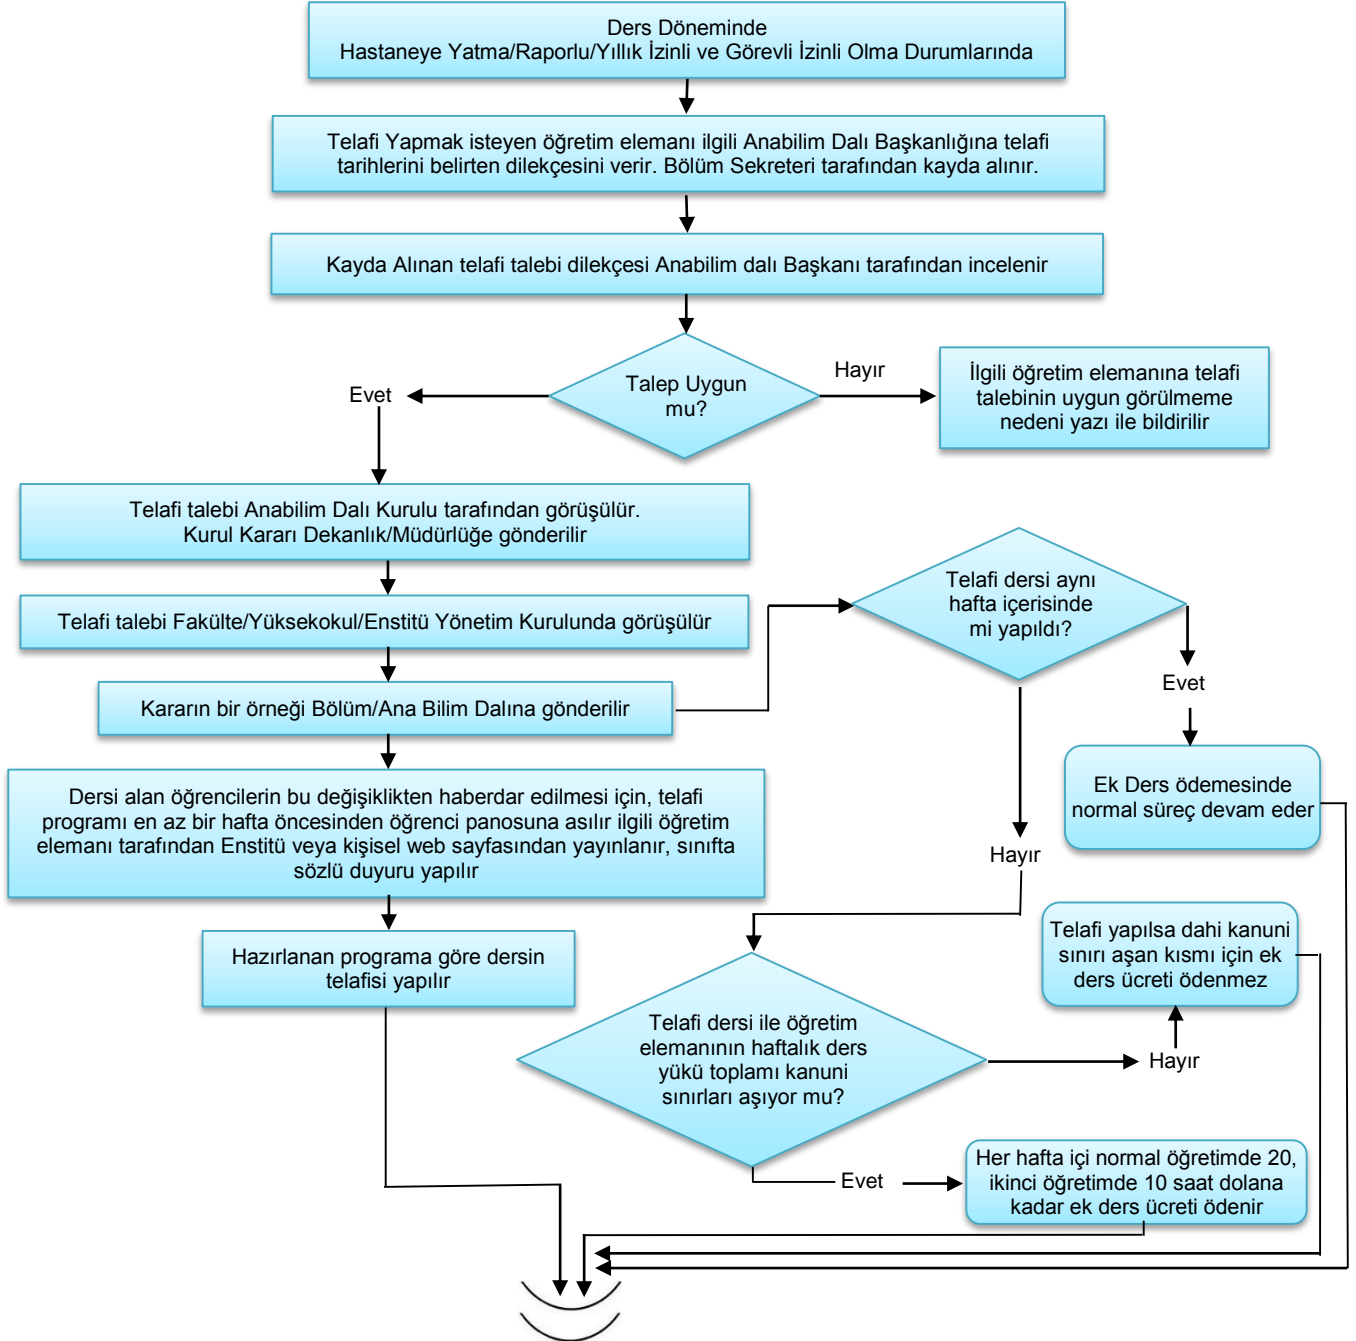 Ders Döneminde
Hastaneye Yatma/Raporlu/Yıllık İzinli ve Görevli İzinli Olma Durumlarında
Telafi Yapmak isteyen öğretim elemanı ilgili Anabilim Dalı Başkanlığına telafi
tarihlerini belirten dilekçesini verir. Bölüm Sekreteri tarafından kayda alınır.
Kayda Alınan telafi talebi dilekçesi Anabilim dalı Başkanı tarafından incelenir
Talep Uygun
mu?
Hayır
İlgili öğretim elemanına telafi
talebinin uygun görülmeme
nedeni yazı ile bildirilir
Evet
Telafi talebi Anabilim Dalı Kurulu tarafından görüşülür.
Kurul Kararı Dekanlık/Müdürlüğe gönderilir
Telafi talebi Fakülte/Yüksekokul/Enstitü Yönetim Kurulunda görüşülür
Kararın bir örneği Bölüm/Ana Bilim Dalına gönderilir
Telafi dersi aynı
hafta içerisinde
mi yapıldı?
Evet
Ek Ders ödemesinde
normal süreç devam eder
Hayır
Dersi alan öğrencilerin bu değişiklikten haberdar edilmesi için, telafi
programı en az bir hafta öncesinden öğrenci panosuna asılır ilgili öğretim
elemanı tarafından Enstitü veya kişisel web sayfasından yayınlanır, sınıfta
sözlü duyuru yapılır
Hazırlanan programa göre dersin
telafisi yapılır
Telafi yapılsa dahi kanuni
sınırı aşan kısmı için ek
ders ücreti ödenmez
Telafi dersi ile öğretim
elemanının haftalık ders
yükü toplamı kanuni
sınırları aşıyor mu?
Hayır
Evet
Her hafta içi normal öğretimde 20,
ikinci öğretimde 10 saat dolana
kadar ek ders ücreti ödenir